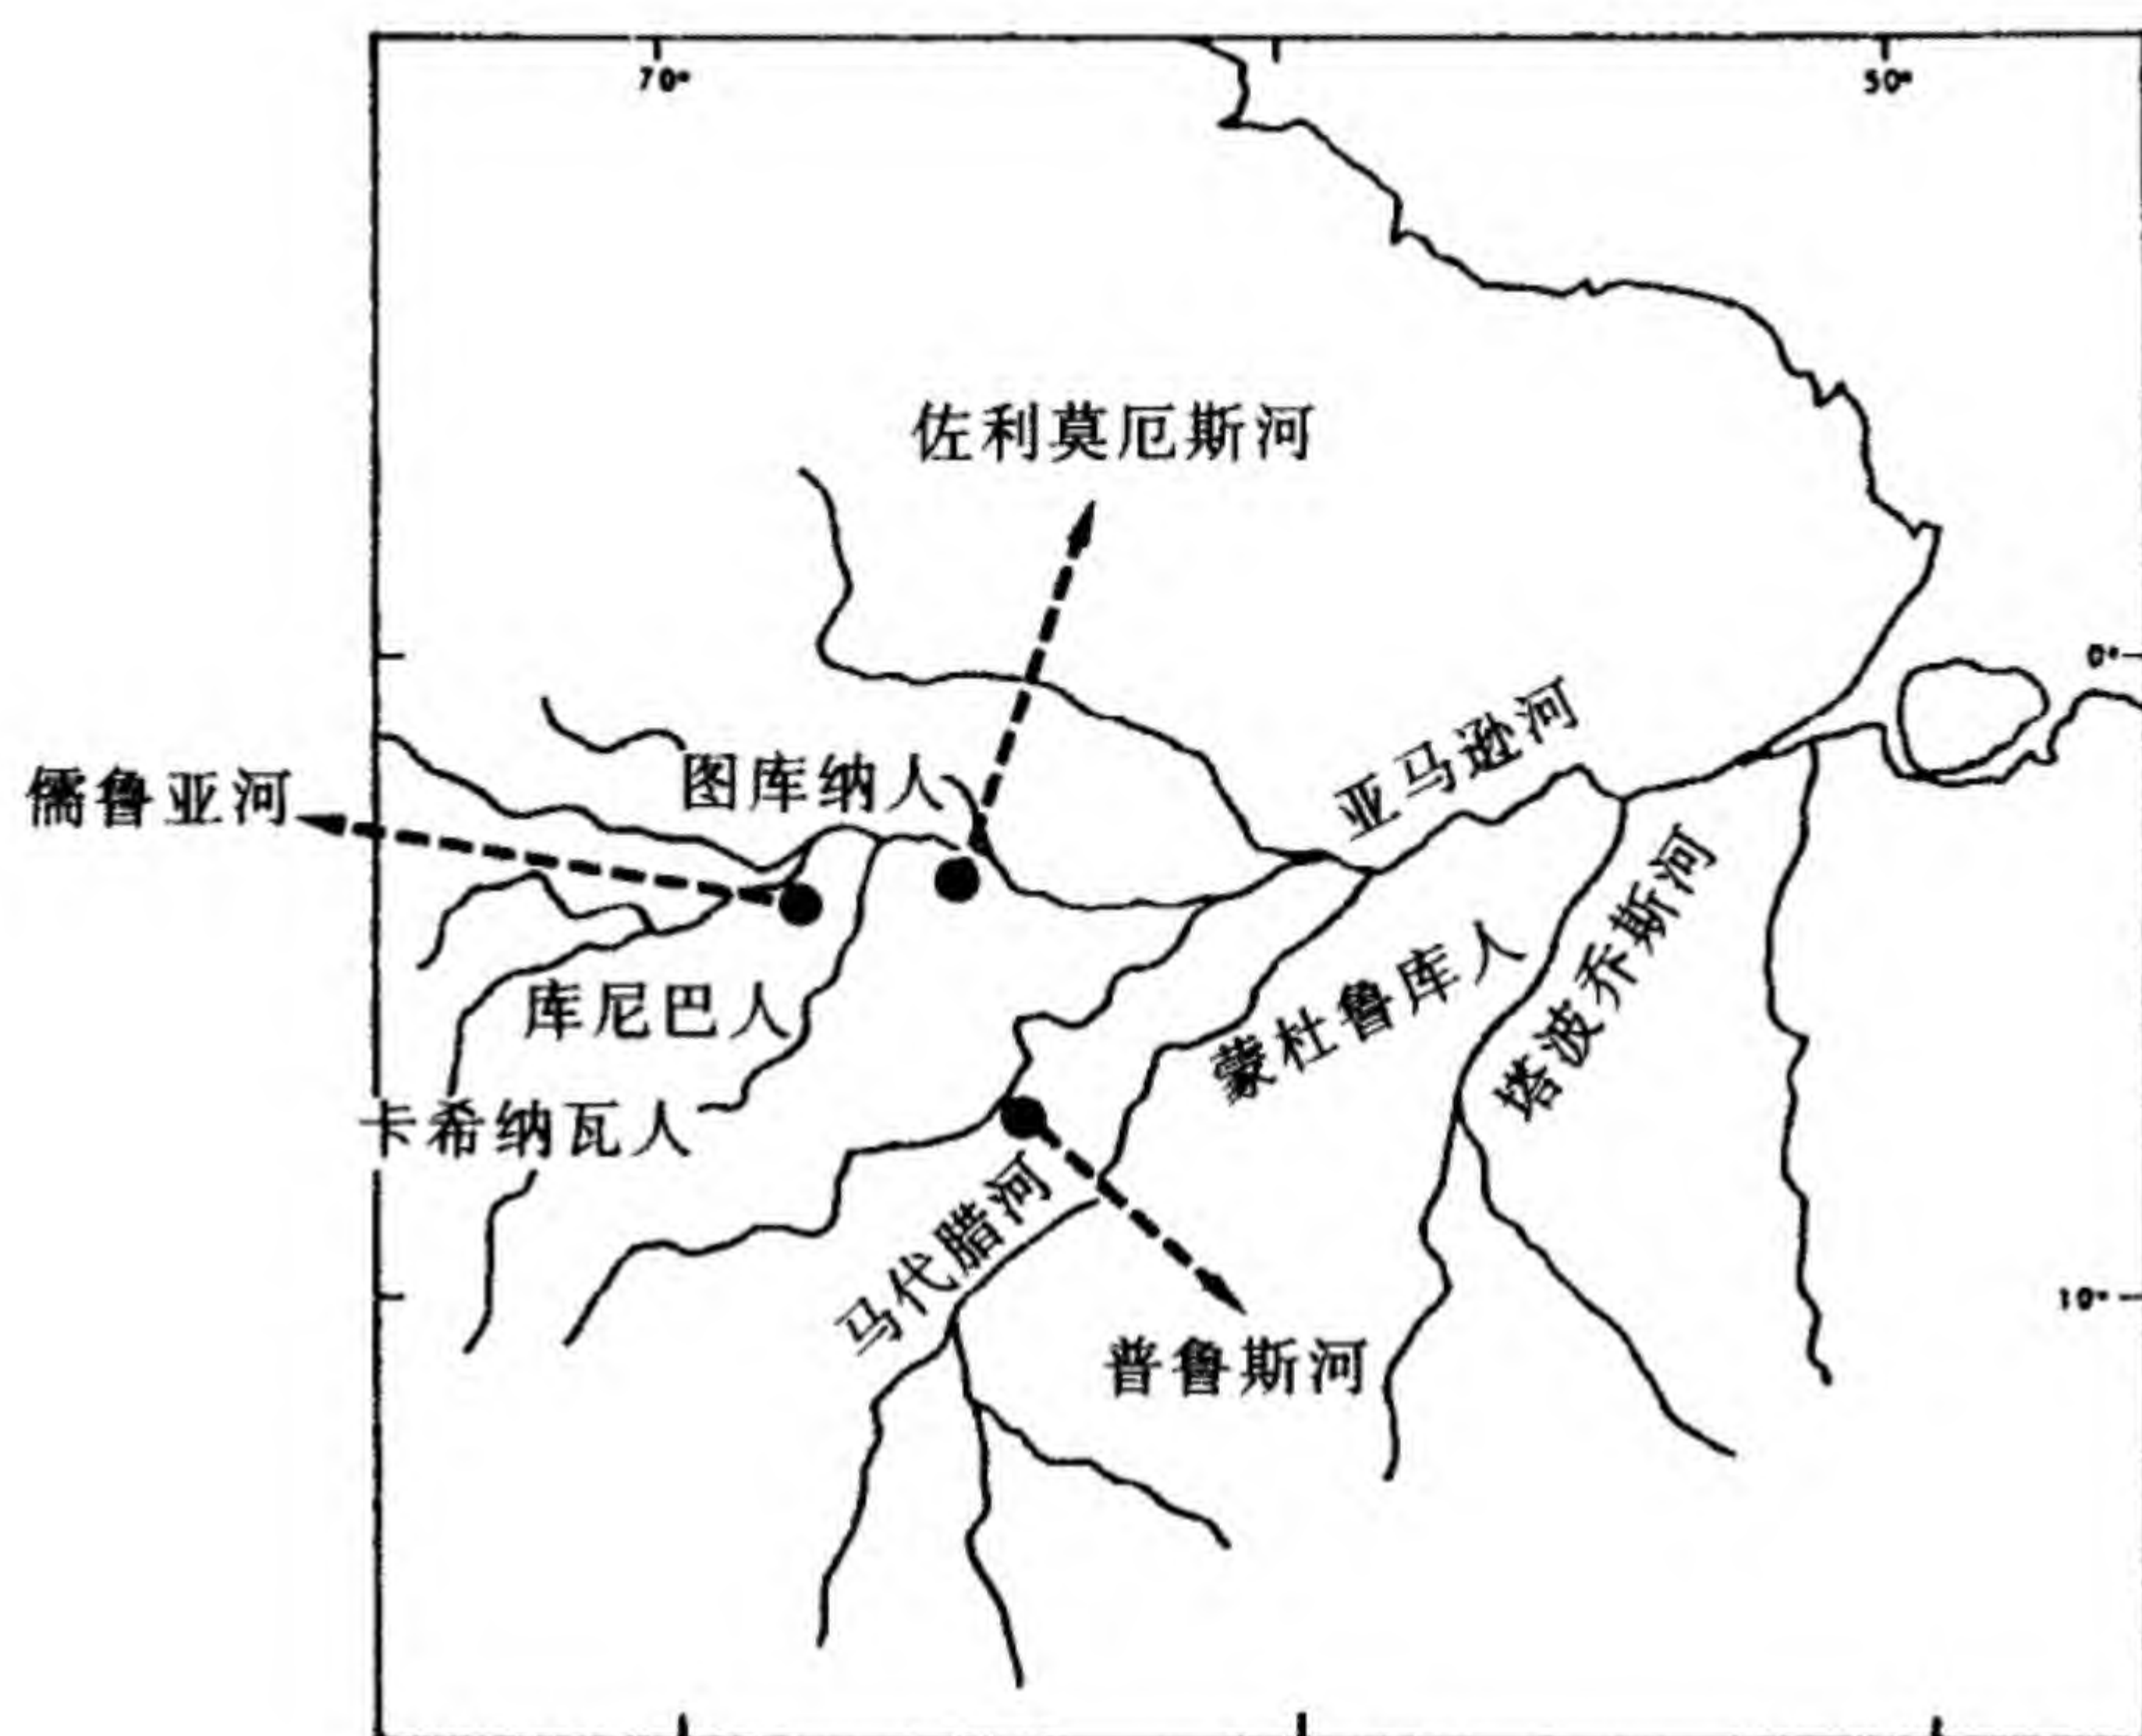 70°
50°
佐利莫厄斯河
0°
亚马逊河
图库纳人
儒鲁亚河
塔波乔斯河
蒙杜鲁库人
库尼巴人
卡希纳瓦人
马代腊河
10°
普鲁斯河